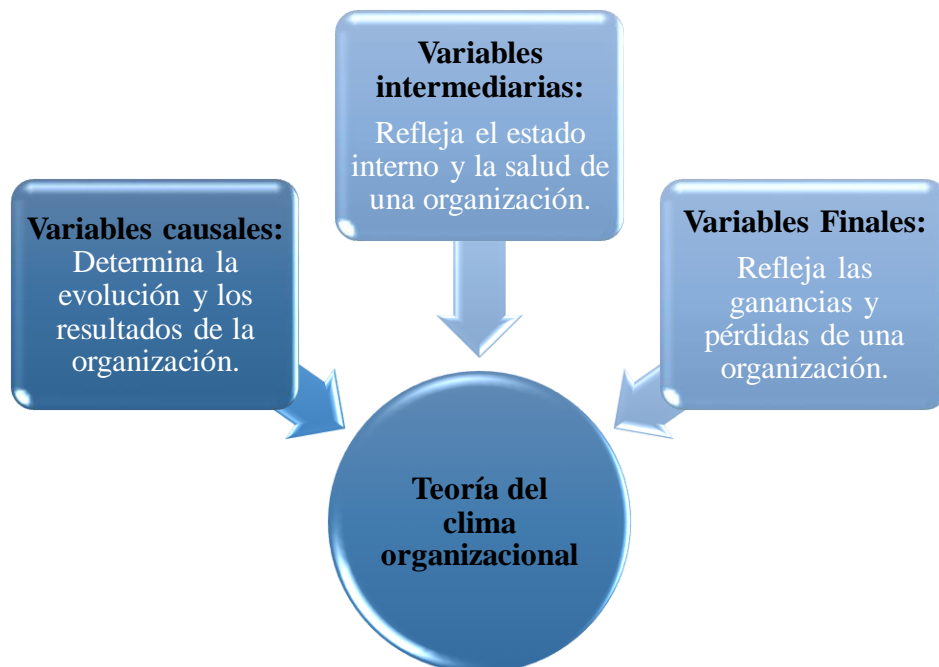 Variables causales:
Determina la
evolución y los
resultados de la
organización.
Variables
intermediarias:
Refleja el estado
interno y la salud de
una organización.
Variables Finales:
Refleja las
ganancias y
pérdidas de una
organización.
Teoría del
clima
organizacional